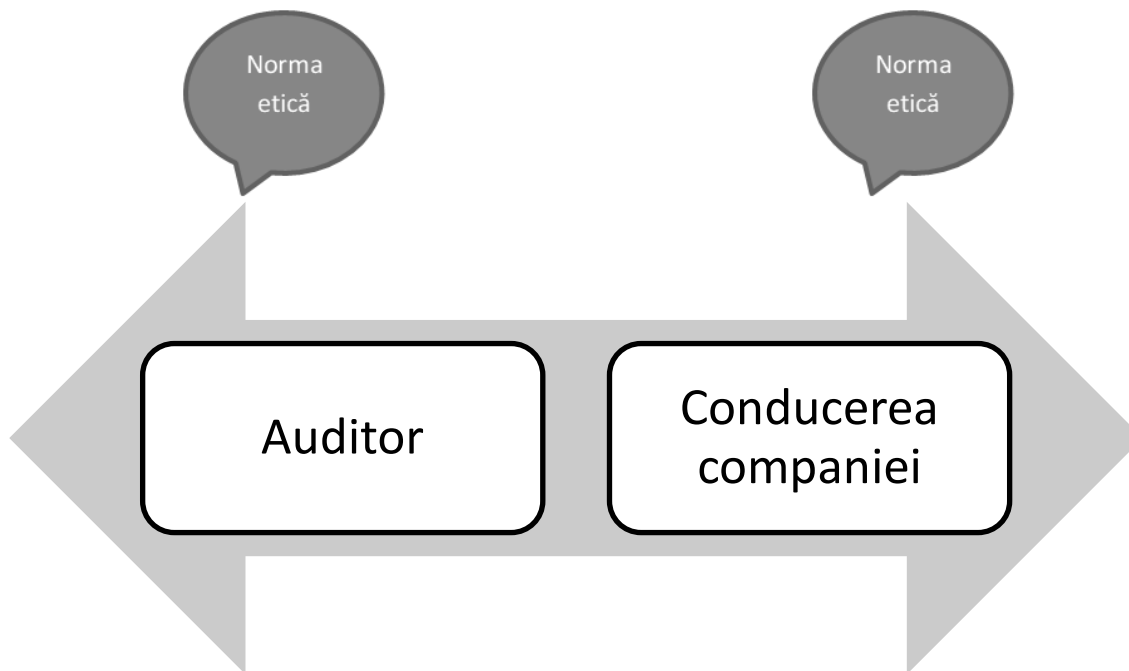 Norma
etică
Norma
etică
Auditor
Conducerea
companiei